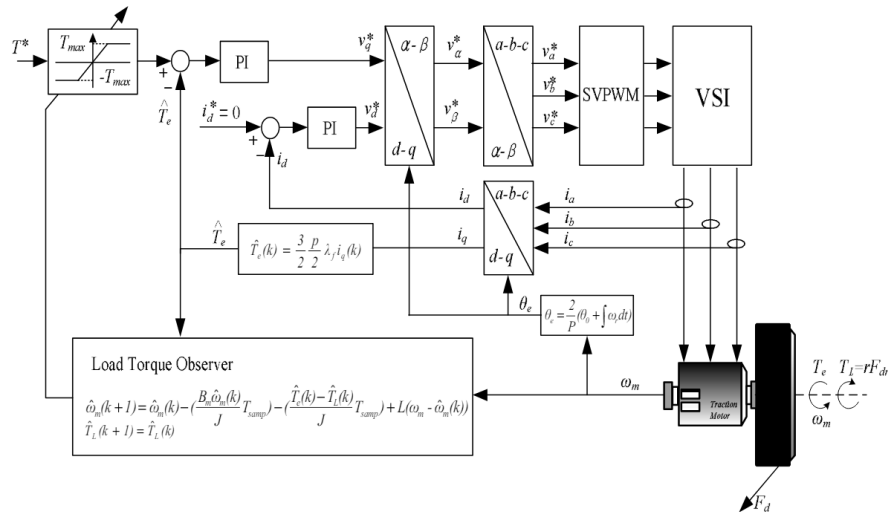 T*
T_max
-T_max
+
−
T̂_e
PI
v_q*
i_d*=0
+
−
i_d
PI
v_d*
α-β
d-q
v_α*
v_β*
a-b-c
α-β
v_a*
v_b*
v_c*
SVPWM
VSI
i_d
i_q
a-b-c
d-q
i_a
i_b
i_c
T̂_e
T̂_e(k) = 3/2 p/2 λ_f i_q(k)
θ_e
θ_e = 2/P (θ_0 + ∫ω_r dt)
Load Torque Observer
ω̂_m(k+1) = ω̂_m(k) − (B_m ω̂_m(k)/J T_samp) − (T̂_e(k) − T̂_L(k)/J T_samp) + L(ω_m - ω̂_m(k))
T̂_L(k+1) = T̂_L(k)
ω_m
Traction
Motor
T_e
T_L=rF_dr
ω_m
F_d